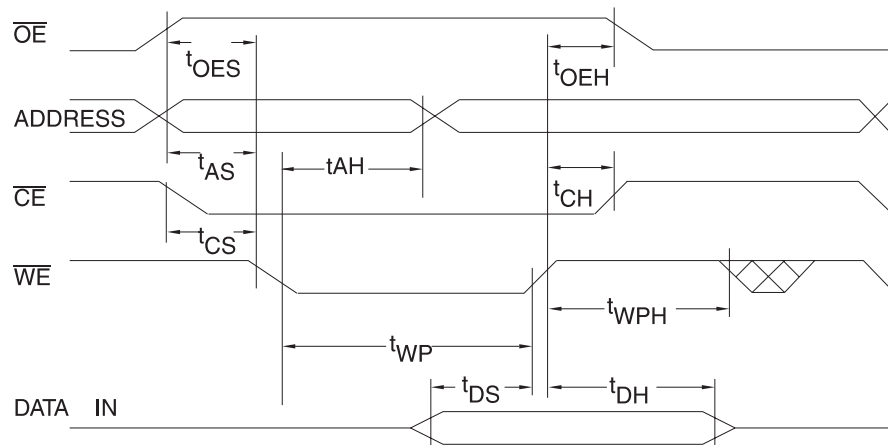 OE
tOES
tOEH
ADDRESS
tAS
tAH
tCH
CE
tCS
WE
tWPH
tWP
tDS
tDH
DATA IN